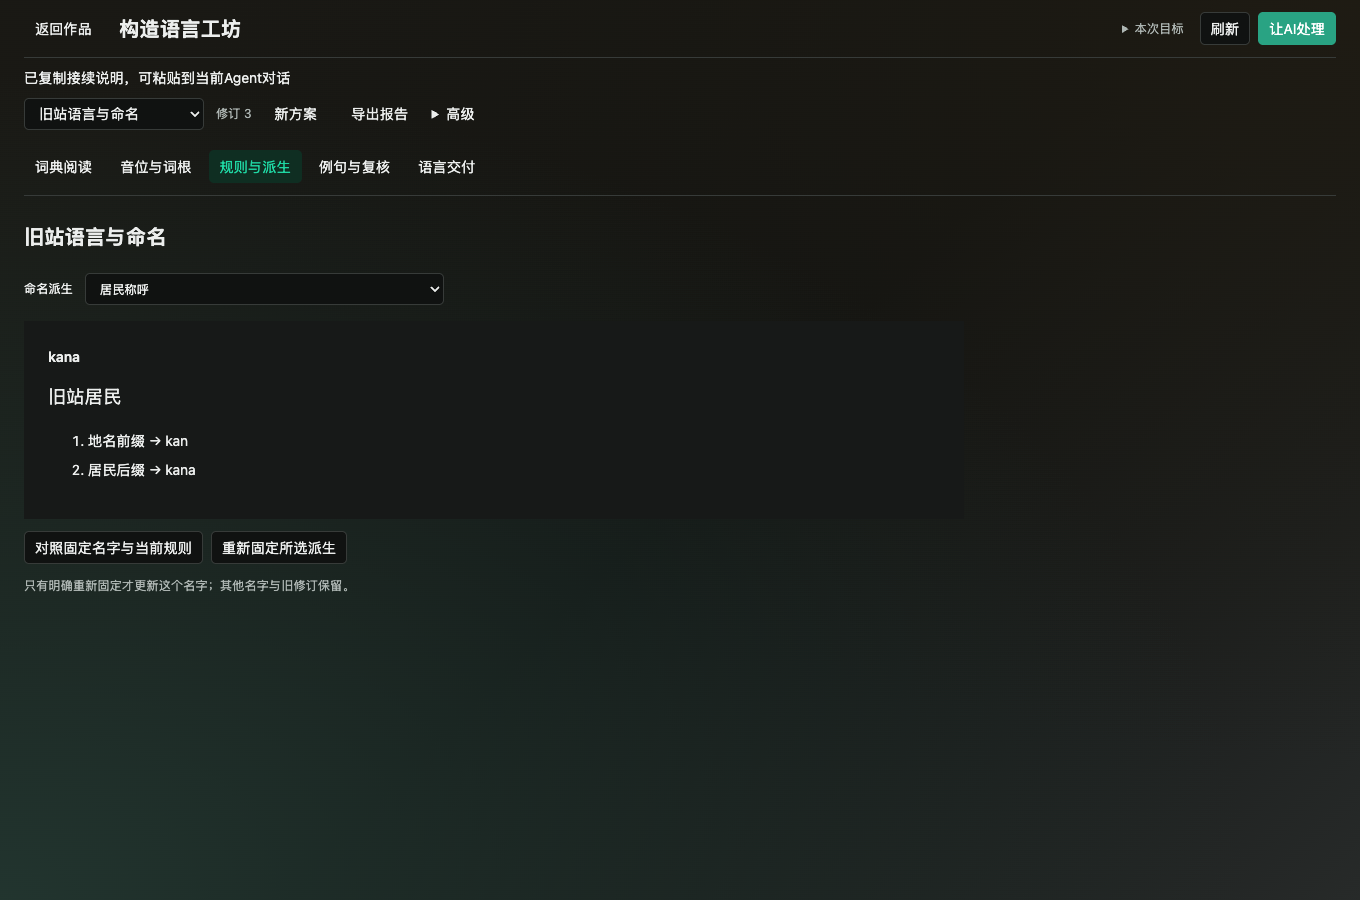 返回作品
构造语言工坊
▶ 本次目标
刷新
让AI处理
已复制接续说明，可粘贴到当前Agent对话
旧站语言与命名
修订 3
新方案
导出报告
▶ 高级
词典阅读
音位与词根
规则与派生
例句与复核
语言交付
旧站语言与命名
命名派生
居民称呼
kana
旧站居民
1. 地名前缀 → kan
2. 居民后缀 → kana
对照固定名字与当前规则
重新固定所选派生
只有明确重新固定才更新这个名字；其他名字与旧修订保留。